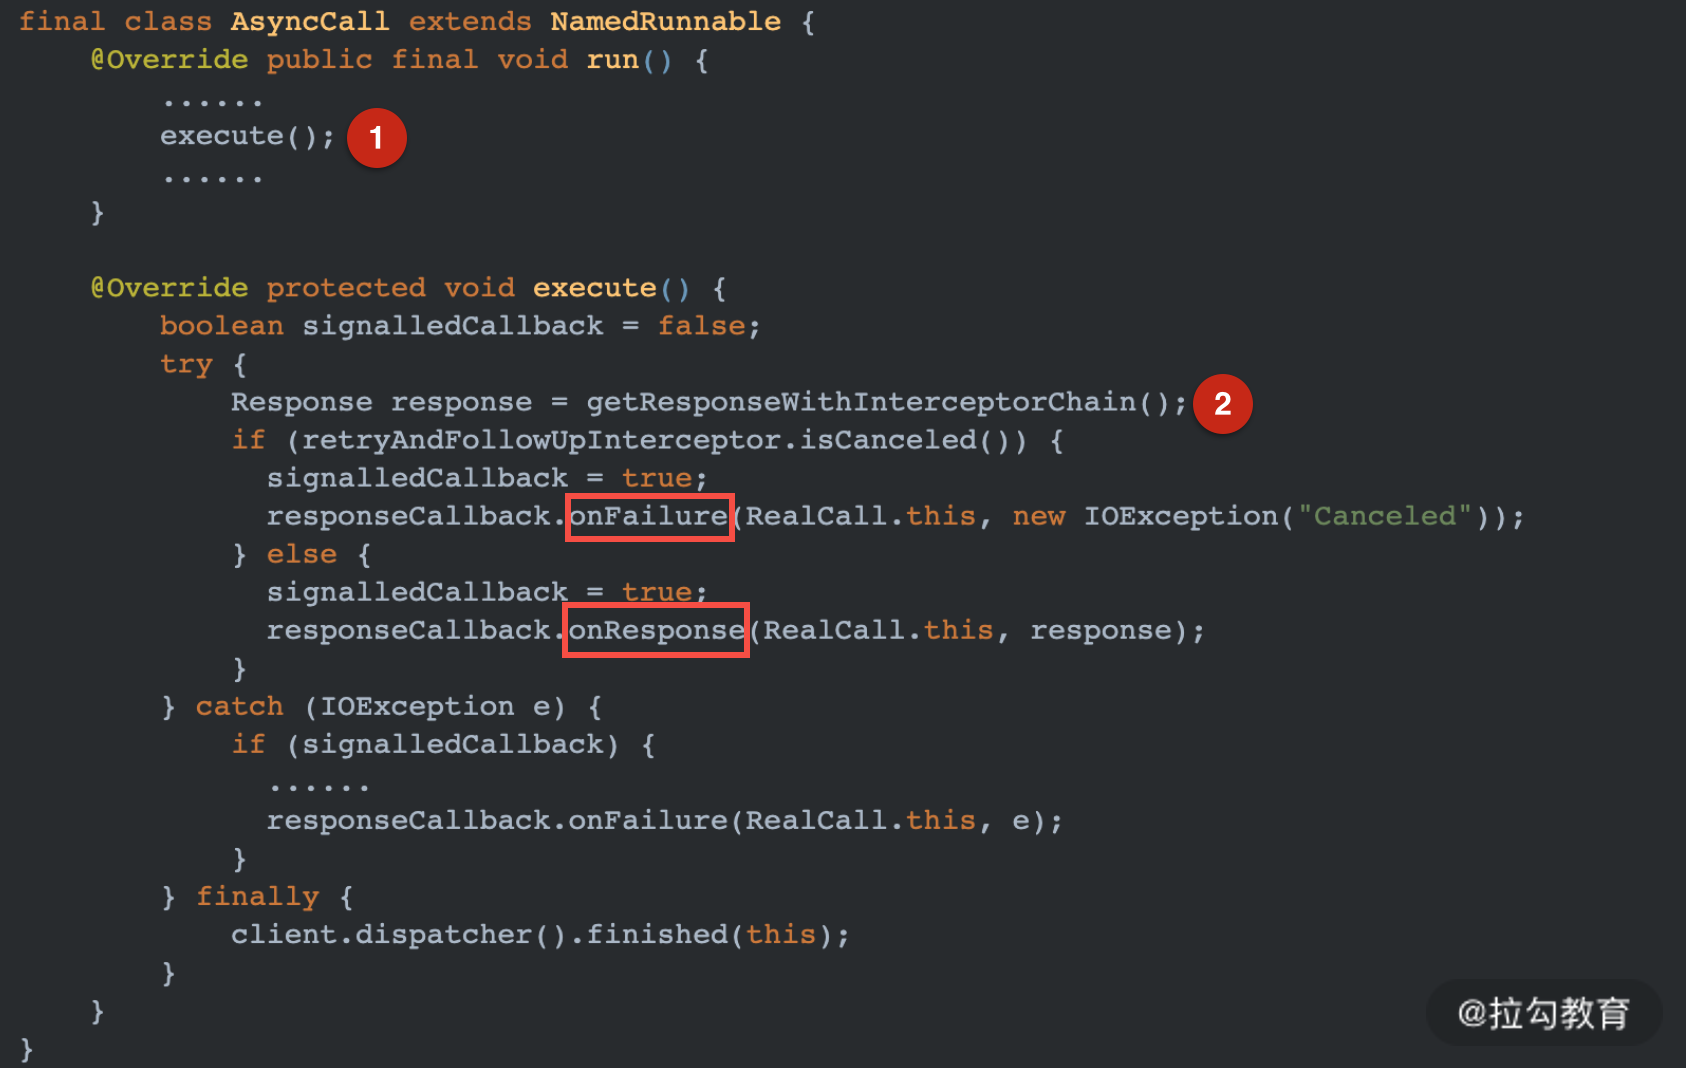 final class AsyncCall extends NamedRunnable {
    @Override public final void run() {
        ......
        execute(); 1
        ......
    }

    @Override protected void execute() {
        boolean signalledCallback = false;
        try {
            Response response = getResponseWithInterceptorChain(); 2
            if (retryAndFollowUpInterceptor.isCanceled()) {
              signalledCallback = true;
              responseCallback.onFailure(RealCall.this, new IOException("Canceled"));
            } else {
              signalledCallback = true;
              responseCallback.onResponse(RealCall.this, response);
            }
        } catch (IOException e) {
            if (signalledCallback) {
              ......
              responseCallback.onFailure(RealCall.this, e);
            }
        } finally {
            client.dispatcher().finished(this);
        }
    }
}
@拉勾教育